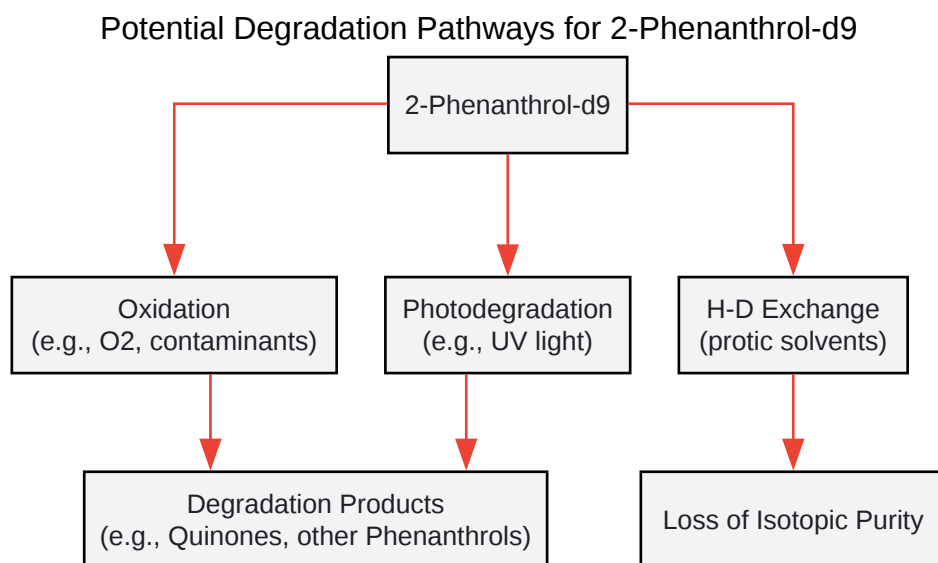 Potential Degradation Pathways for 2-Phenanthrol-d9
2-Phenanthrol-d9
Oxidation
(e.g., O2, contaminants)
Photodegradation
(e.g., UV light)
H-D Exchange
(protic solvents)
Degradation Products
(e.g., Quinones, other Phenanthrols)
Loss of Isotopic Purity